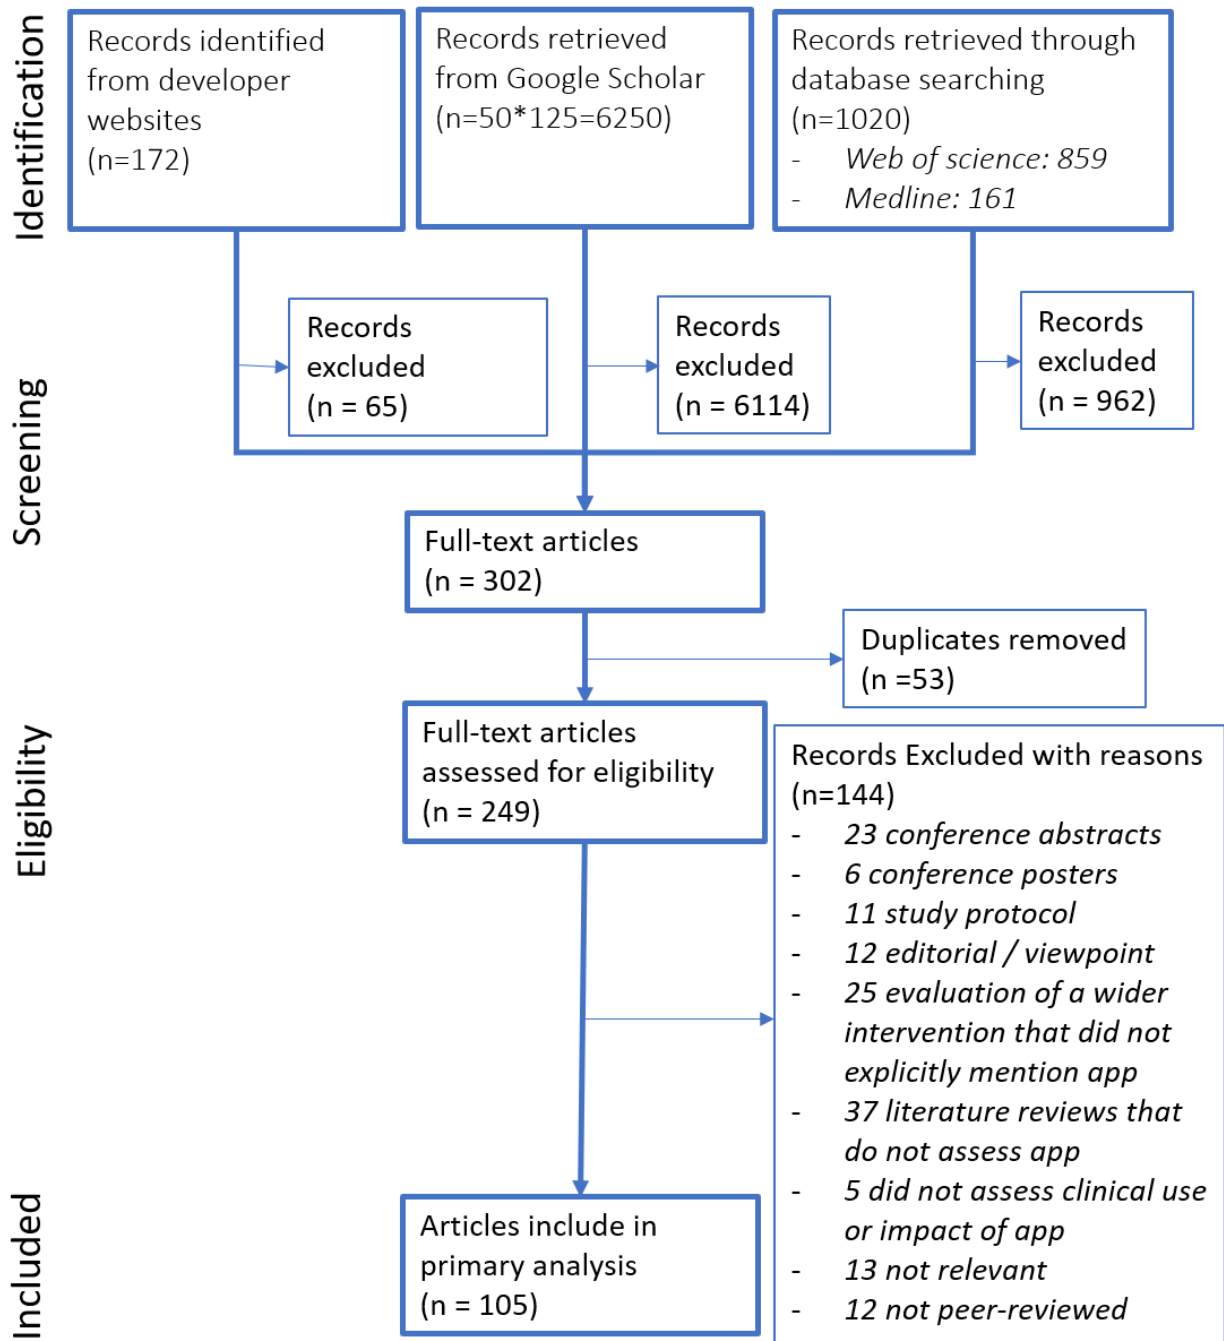 Identification
Records identified
from developer
websites
(n=172)
Records retrieved
from Google Scholar
(n=50*125=6250)
Records retrieved through
database searching
(n=1020)
- Web of science: 859
- Medline: 161
Screening
Records
excluded
(n = 65)
Records
excluded
(n = 6114)
Records
excluded
(n = 962)
Full-text articles
(n = 302)
Duplicates removed
(n =53)
Eligibility
Full-text articles
assessed for eligibility
(n = 249)
Records Excluded with reasons
(n=144)
- 23 conference abstracts
- 6 conference posters
- 11 study protocol
- 12 editorial / viewpoint
- 25 evaluation of a wider
intervention that did not
explicitly mention app
- 37 literature reviews that
do not assess app
- 5 did not assess clinical use
or impact of app
- 13 not relevant
- 12 not peer-reviewed
Included
Articles include in
primary analysis
(n = 105)